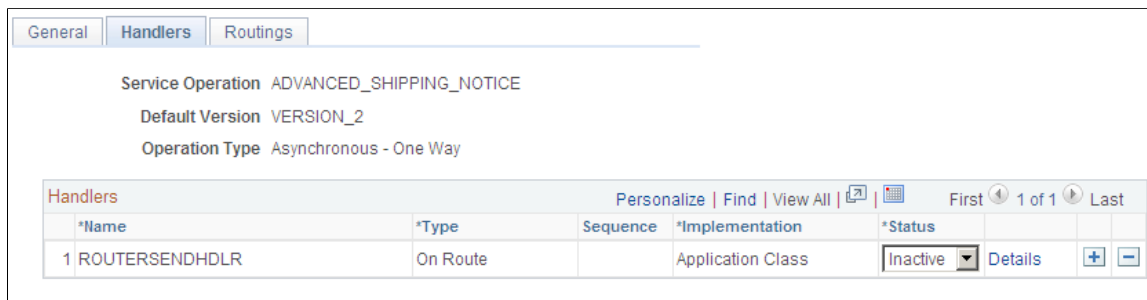 General Handlers Routings
Service Operation ADVANCED_SHIPPING_NOTICE
Default Version VERSION_2
Operation Type Asynchronous - One Way
Handlers Personalize | Find | View All | | First 1 of 1 Last
*Name *Type Sequence *Implementation *Status
1 ROUTERSENDHDLR On Route Application Class Inactive Details + -